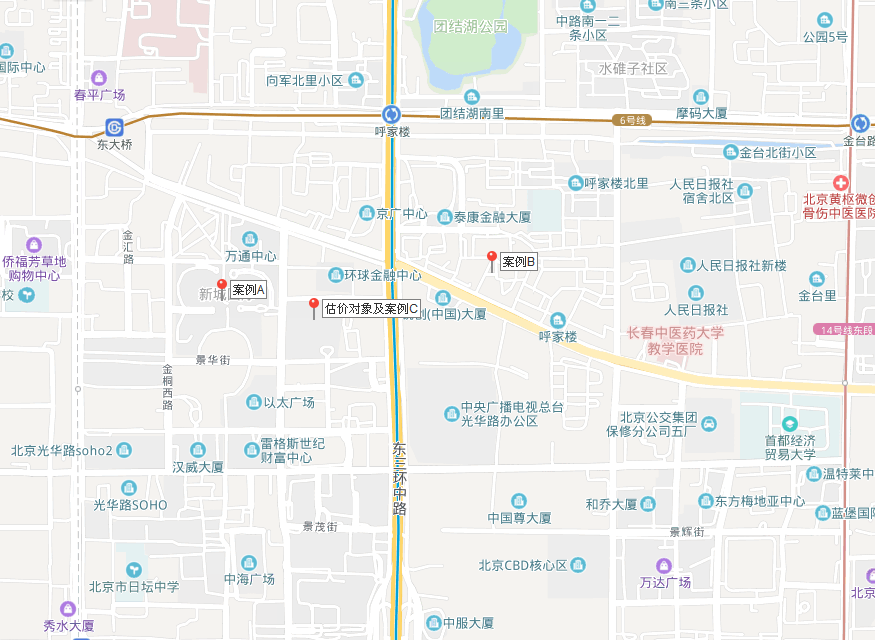 团结湖公园
中路南一二
条小区
南三条小区
公园5号
国际中心
春平广场
向军北里小区
水碓子社区
团结湖南里
摩码大厦
6号线
呼家楼
东大桥
金台路
金台北街小区
呼家楼北里
人民日报社
宿舍北区
北京黄枢微创
骨伤中医医院
京广中心
泰康金融大厦
金汇路
侨福芳草地
购物中心
万通中心
案例B
环球金融中心
人民日报社新楼
校
新城
案例A
估价对象及案例C
(中国)大厦
人民日报社
金台里
呼家楼
长春中医药大学
教学医院
14号线东段
景华街
金桐西路
以太广场
中央广播电视总台
光华路办公区
北京公交集团
保修分公司五厂
首都经济
贸易大学
北京光华路soho2
汉威大厦
雷格斯世纪
财富中心
东三环中路
温特莱中
光华路SOHO
中国尊大厦
和乔大厦
东方梅地亚中心
蓝堡国际
景茂街
景辉街
北京市日坛中学
中海广场
北京CBD核心区
万达广场
北京
秀水大厦
中服大厦